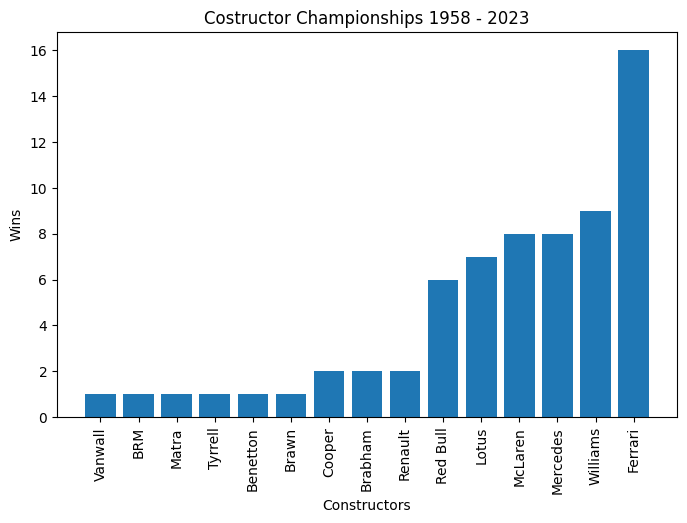 Costructor Championships 1958 - 2023
Wins
16
14
12
10
8
6
4
2
0
Vanwall
BRM
Matra
Tyrrell
Benetton
Brawn
Cooper
Brabham
Renault
Red Bull
Lotus
McLaren
Mercedes
Williams
Ferrari
Constructors